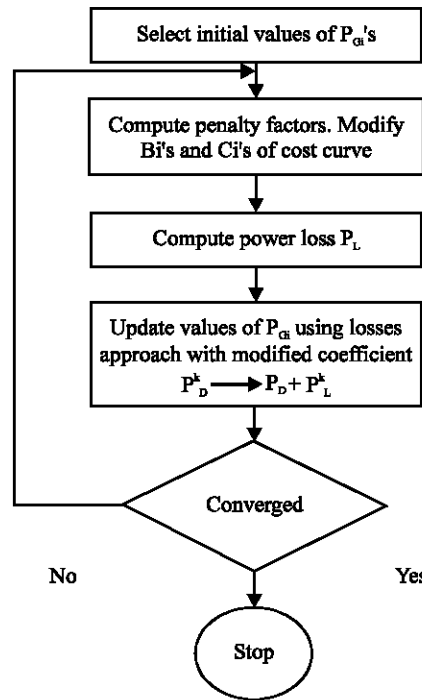 Select initial values of P_Gi's
Compute penalty factors. Modify
Bi's and Ci's of cost curve
Compute power loss P_L
Update values of P_Gi using losses
approach with modified coefficient
P^k_D → P_D + P^k_L
Converged
No
Yes
Stop